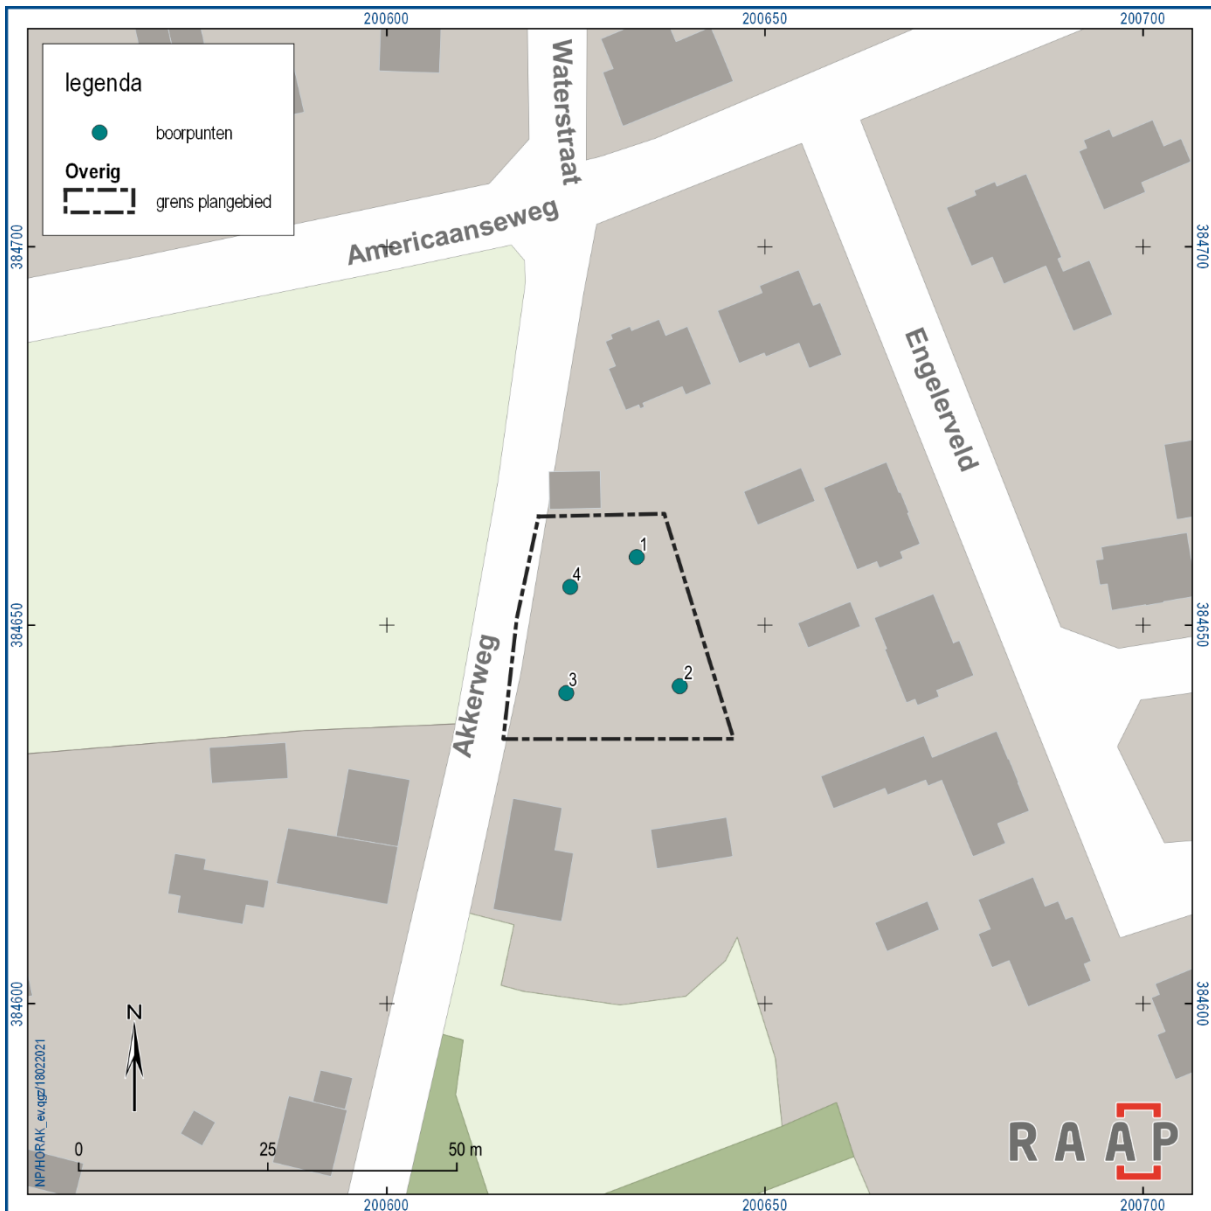 200600
200650
200700
legenda
boorpunten
Overig
grens plangebied
Waterstraat
Americaanseweg
384700
384700
Engelerveld
1
4
384650
384650
3
2
Akkerweg
384600
384600
N
NP/HORAK_ev.qgz/18022021
0 25 50 m
RAAP
200600
200650
200700